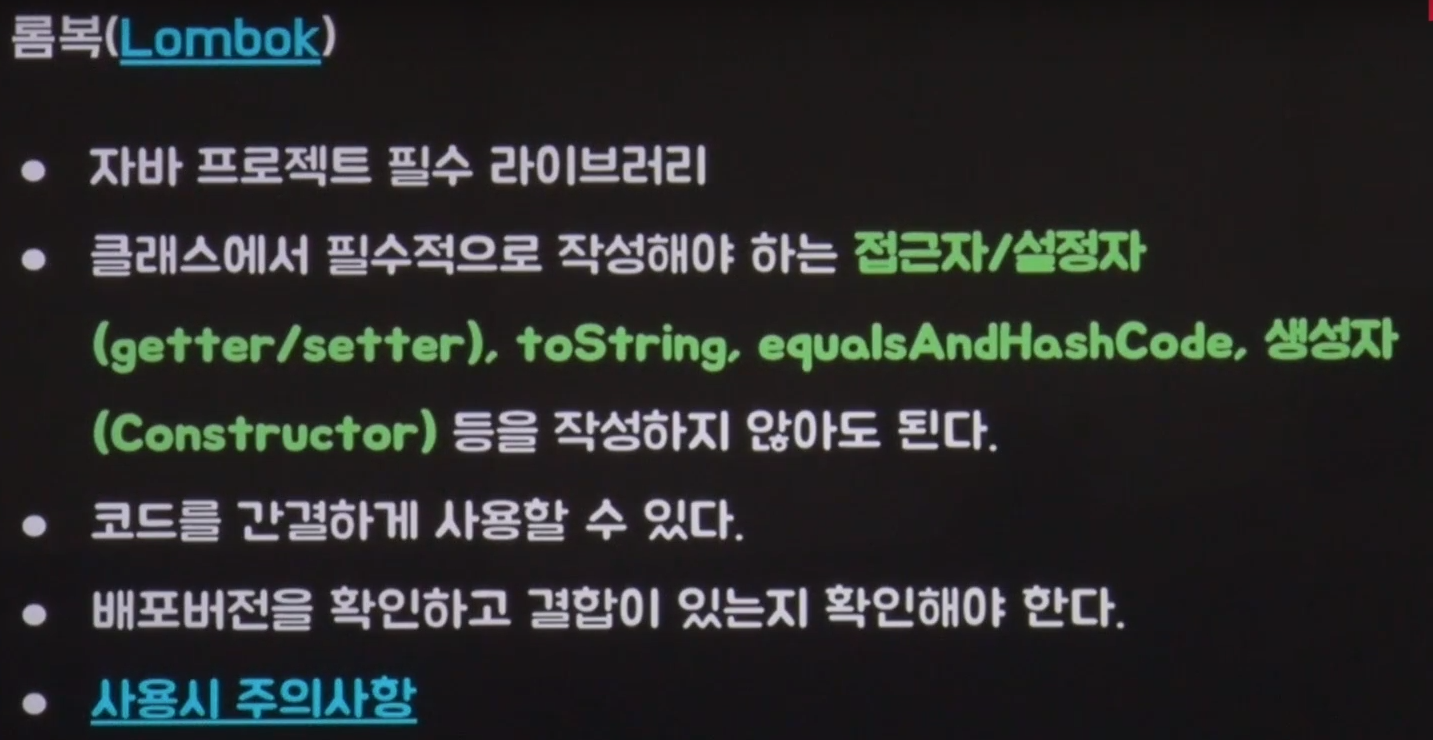 롬복(Lombok)
● 자바 프로젝트 필수 라이브러리
● 클래스에서 필수적으로 작성해야 하는 접근자/설정자
(getter/setter), toString, equalsAndHashCode, 생성자
(Constructor) 등을 작성하지 않아도 된다.
● 코드를 간결하게 사용할 수 있다.
● 배포버전을 확인하고 결합이 있는지 확인해야 한다.
● 사용시 주의사항